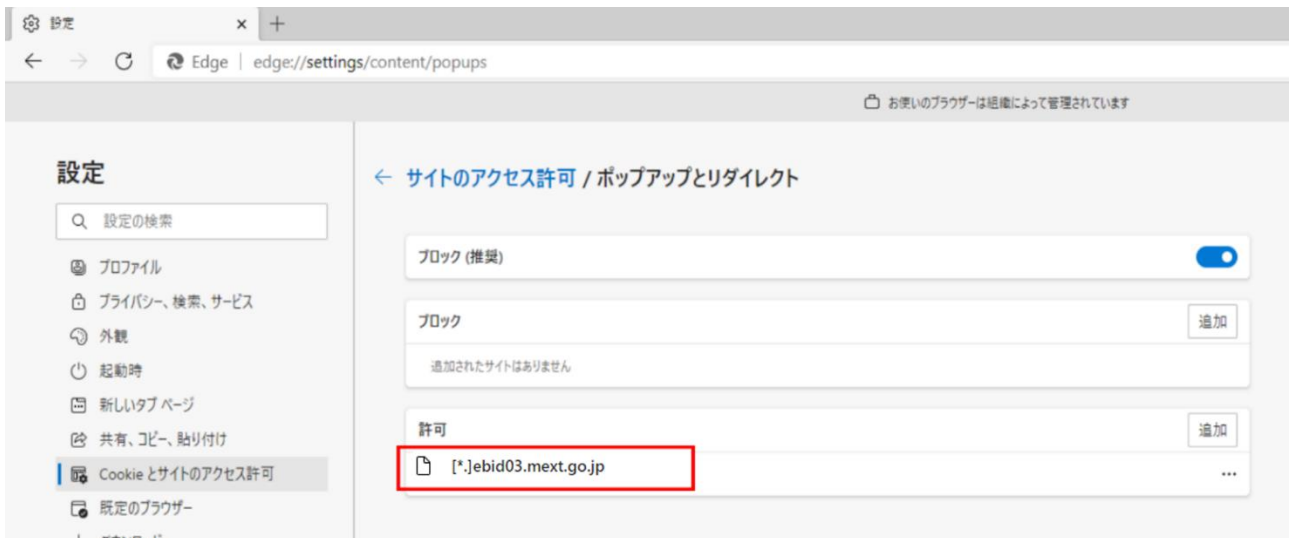 設定
Edge | edge://settings/content/popups
お使いのブラウザーは組織によって管理されています
設定
設定の検索
プロファイル
プライバシー、検索、サービス
外観
起動時
新しいタブ ページ
共有、コピー、貼り付け
Cookie とサイトのアクセス許可
既定のブラウザー
サイトのアクセス許可 / ポップアップとリダイレクト
ブロック (推奨)
ブロック
追加
追加されたサイトはありません
許可
追加
[*.]ebid03.mext.go.jp